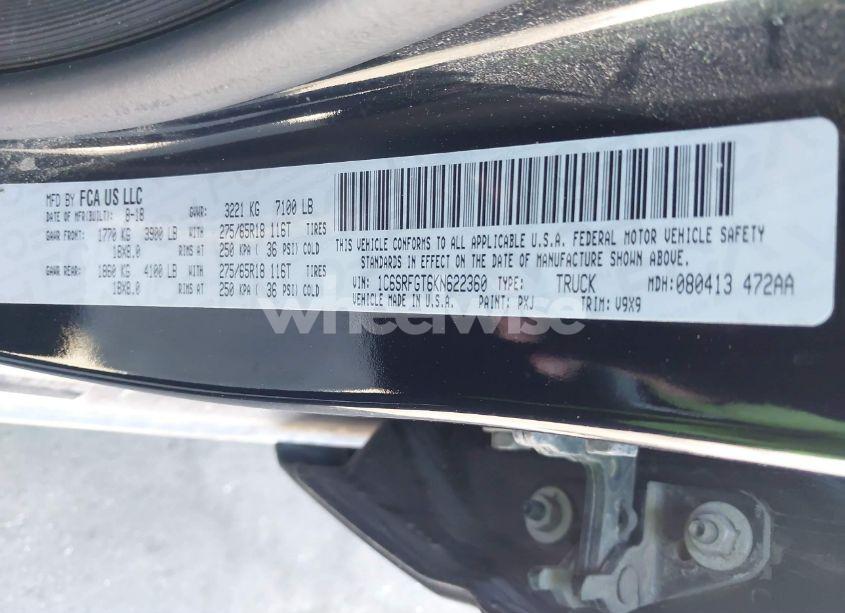 MFD BY FCA US LLC
DATE OF MFR(BUILT): 8-18 GVWR: 3221 KG 7100 LB
GAWR FRONT: 1770 KG 3900 LB WITH 275/65R18 116T TIRES
18X8.0 RIMS AT 250 KPA ( 36 PSI) COLD
GAWR REAR: 1860 KG 4100 LB WITH 275/65R18 116T TIRES
18X8.0 RIMS AT 250 KPA ( 36 PSI) COLD
THIS VEHICLE CONFORMS TO ALL APPLICABLE U.S.A. FEDERAL MOTOR VEHICLE SAFETY
STANDARDS IN EFFECT ON THE DATE OF MANUFACTURE SHOWN ABOVE.
VIN: 1C6SRFGT6KN622360 TYPE: TRUCK MDH: 080413 472AA
VEHICLE MADE IN U.S.A. PAINT: PXJ TRIM: V9X9
wheelwise